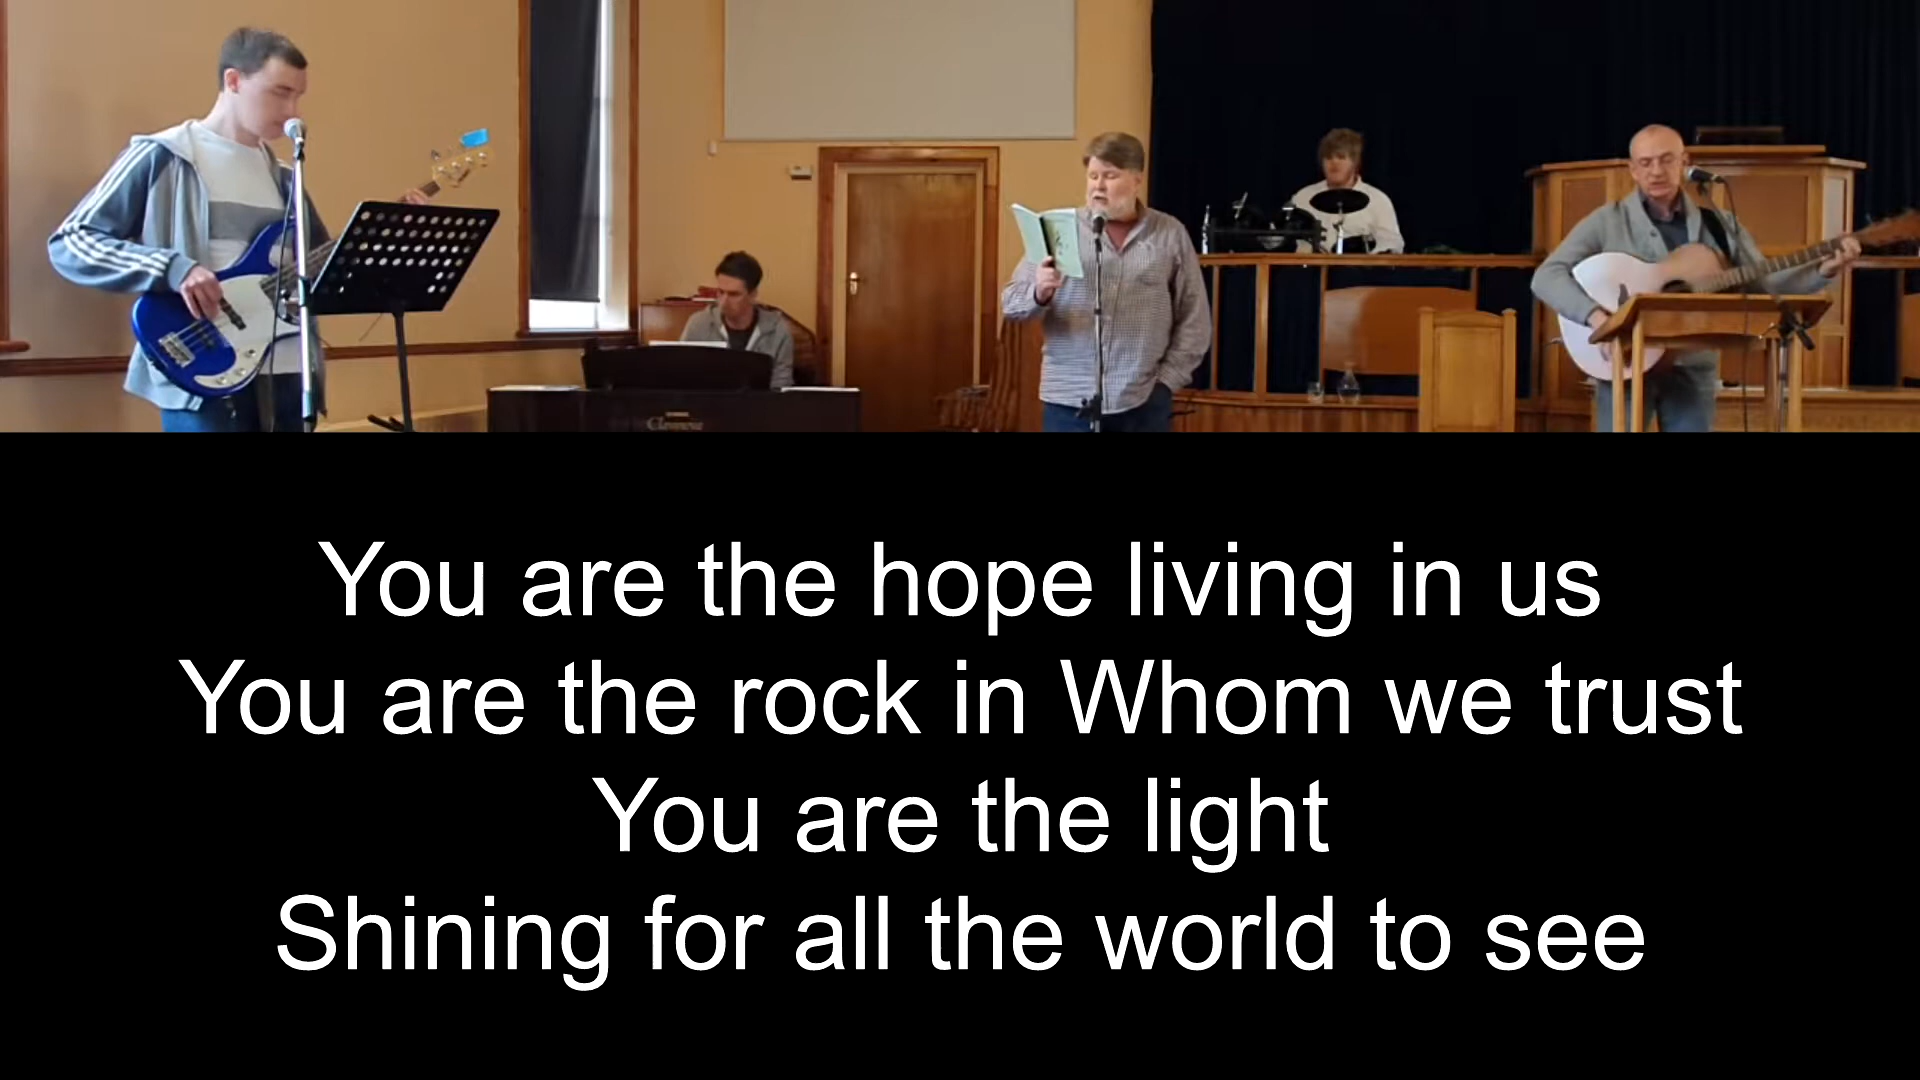 You are the hope living in us
You are the rock in Whom we trust
You are the light
Shining for all the world to see